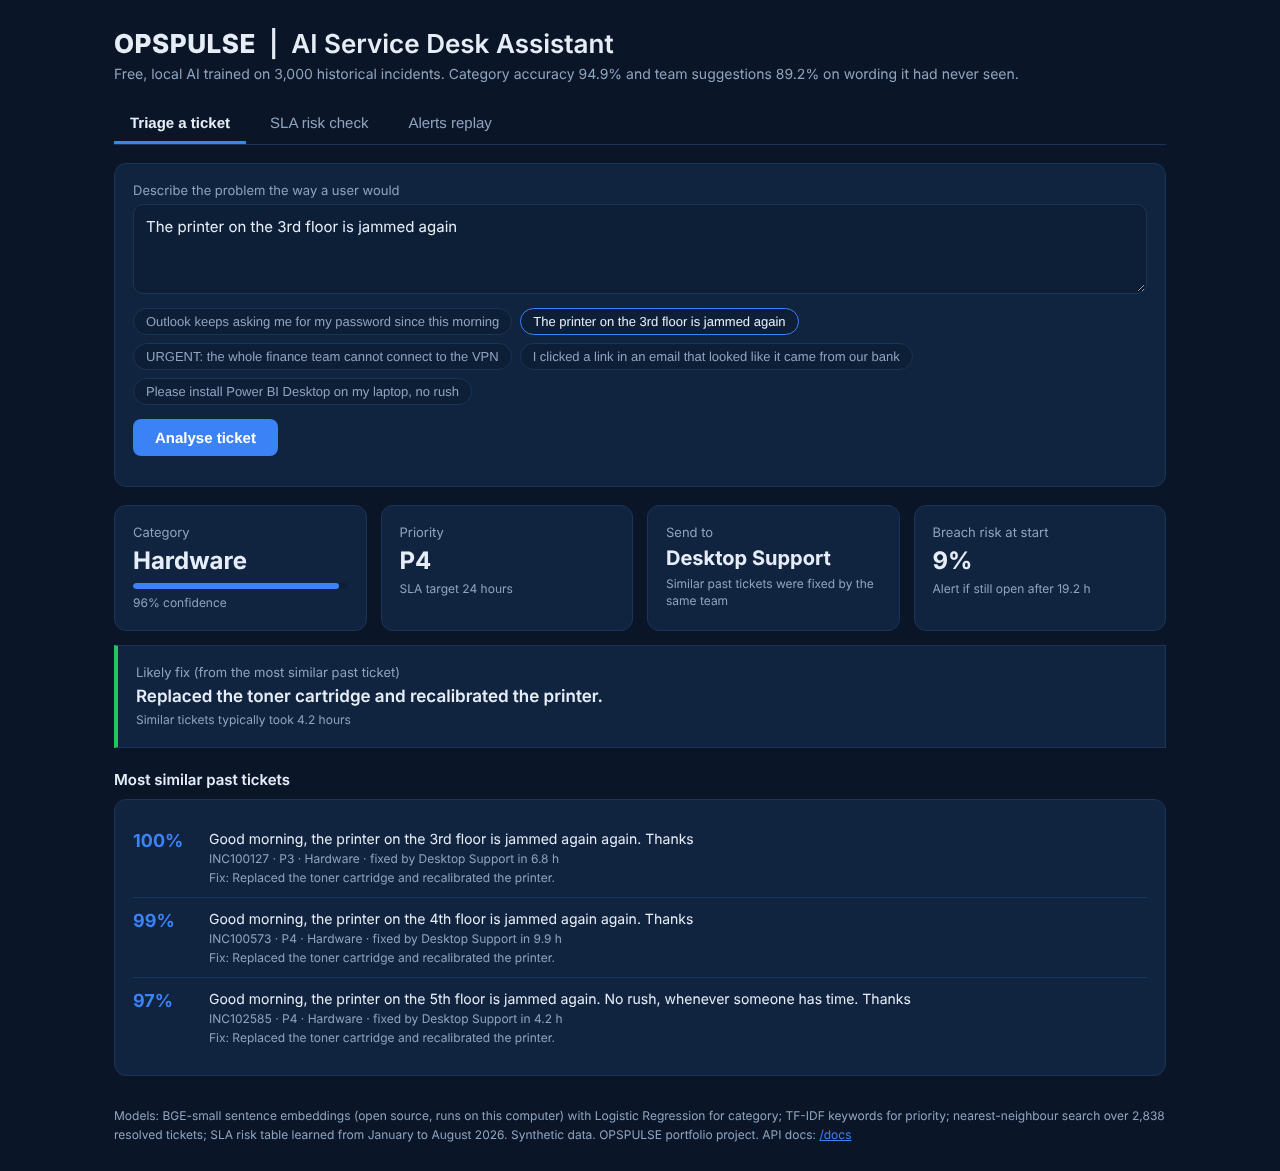 OPSPULSE | AI Service Desk Assistant
Free, local AI trained on 3,000 historical incidents. Category accuracy 94.9% and team suggestions 89.2% on wording it had never seen.
Triage a ticket SLA risk check Alerts replay
Describe the problem the way a user would
The printer on the 3rd floor is jammed again
Outlook keeps asking me for my password since this morning The printer on the 3rd floor is jammed again
URGENT: the whole finance team cannot connect to the VPN I clicked a link in an email that looked like it came from our bank
Please install Power BI Desktop on my laptop, no rush
Analyse ticket
Category
Hardware
96% confidence
Priority
P4
SLA target 24 hours
Send to
Desktop Support
Similar past tickets were fixed by the
same team
Breach risk at start
9%
Alert if still open after 19.2 h
Likely fix (from the most similar past ticket)
Replaced the toner cartridge and recalibrated the printer.
Similar tickets typically took 4.2 hours
Most similar past tickets
100% Good morning, the printer on the 3rd floor is jammed again again. Thanks
INC100127 · P3 · Hardware · fixed by Desktop Support in 6.8 h
Fix: Replaced the toner cartridge and recalibrated the printer.
99% Good morning, the printer on the 4th floor is jammed again again. Thanks
INC100573 · P4 · Hardware · fixed by Desktop Support in 9.9 h
Fix: Replaced the toner cartridge and recalibrated the printer.
97% Good morning, the printer on the 5th floor is jammed again. No rush, whenever someone has time. Thanks
INC102585 · P4 · Hardware · fixed by Desktop Support in 4.2 h
Fix: Replaced the toner cartridge and recalibrated the printer.
Models: BGE-small sentence embeddings (open source, runs on this computer) with Logistic Regression for category; TF-IDF keywords for priority; nearest-neighbour search over 2,838
resolved tickets; SLA risk table learned from January to August 2026. Synthetic data. OPSPULSE portfolio project. API docs: /docs